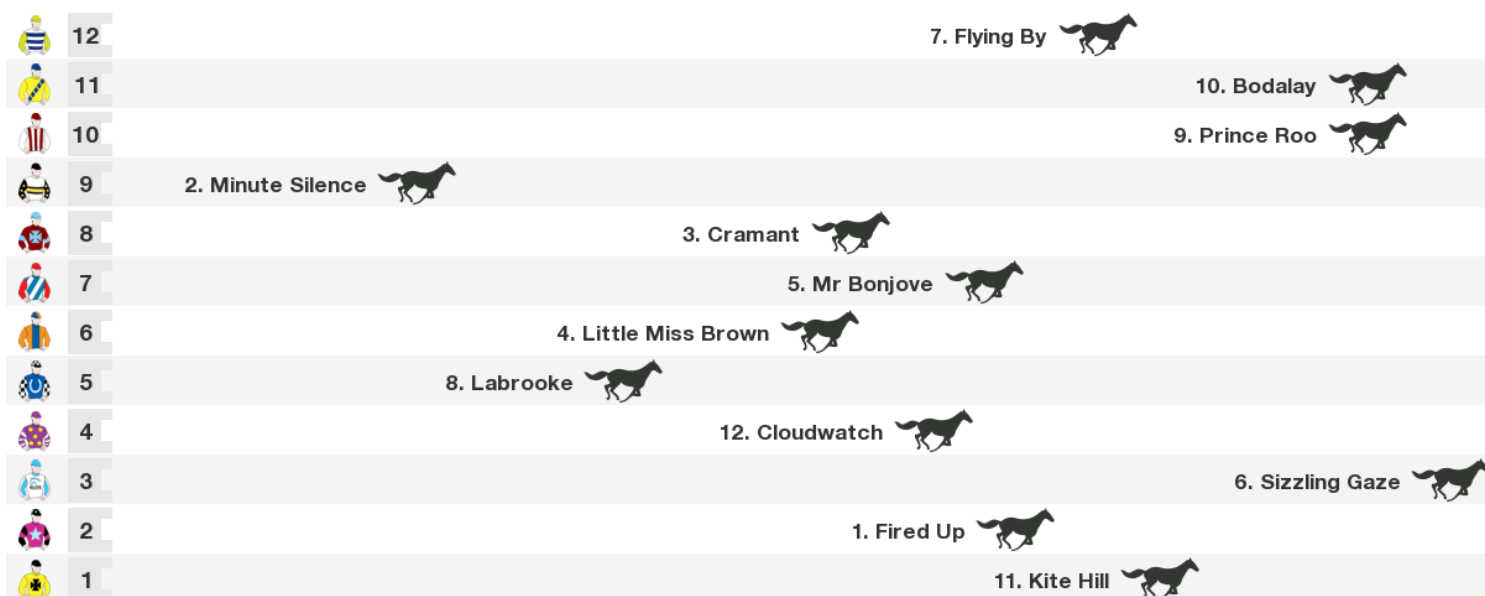 12 7. Flying By
11 10. Bodalay
10 9. Prince Roo
9 2. Minute Silence
8 3. Cramant
7 5. Mr Bonjove
6 4. Little Miss Brown
5 8. Labrooke
4 12. Cloudwatch
3 6. Sizzling Gaze
2 1. Fired Up
1 11. Kite Hill